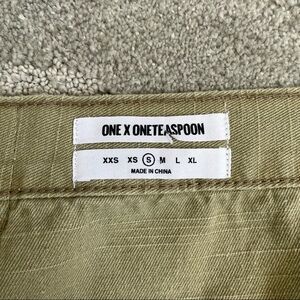 ONE X ONETEASPOON
XXS XS S M L XL
MADE IN CHINA